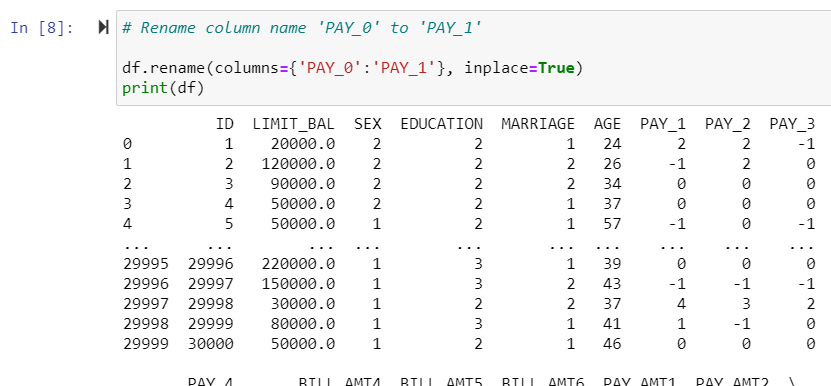 In [8]:
# Rename column name 'PAY_0' to 'PAY_1'
df.rename(columns={'PAY_0':'PAY_1'}, inplace=True)
print(df)
ID LIMIT_BAL SEX EDUCATION MARRIAGE AGE PAY_1 PAY_2 PAY_3
0 1 20000.0 2 2 1 24 2 2 -1
1 2 120000.0 2 2 2 26 -1 2 0
2 3 90000.0 2 2 2 34 0 0 0
3 4 50000.0 2 2 1 37 0 0 0
4 5 50000.0 1 2 1 57 -1 0 -1
... ... ... ... ... ... ... ... ... ...
29995 29996 220000.0 1 3 1 39 0 0 0
29996 29997 150000.0 1 3 2 43 -1 -1 -1
29997 29998 30000.0 1 2 2 37 4 3 2
29998 29999 80000.0 1 3 1 41 1 -1 0
29999 30000 50000.0 1 2 1 46 0 0 0
PAY_4 BILL_AMT4 BILL_AMT5 BILL_AMT6 PAY_AMT1 PAY_AMT2 \